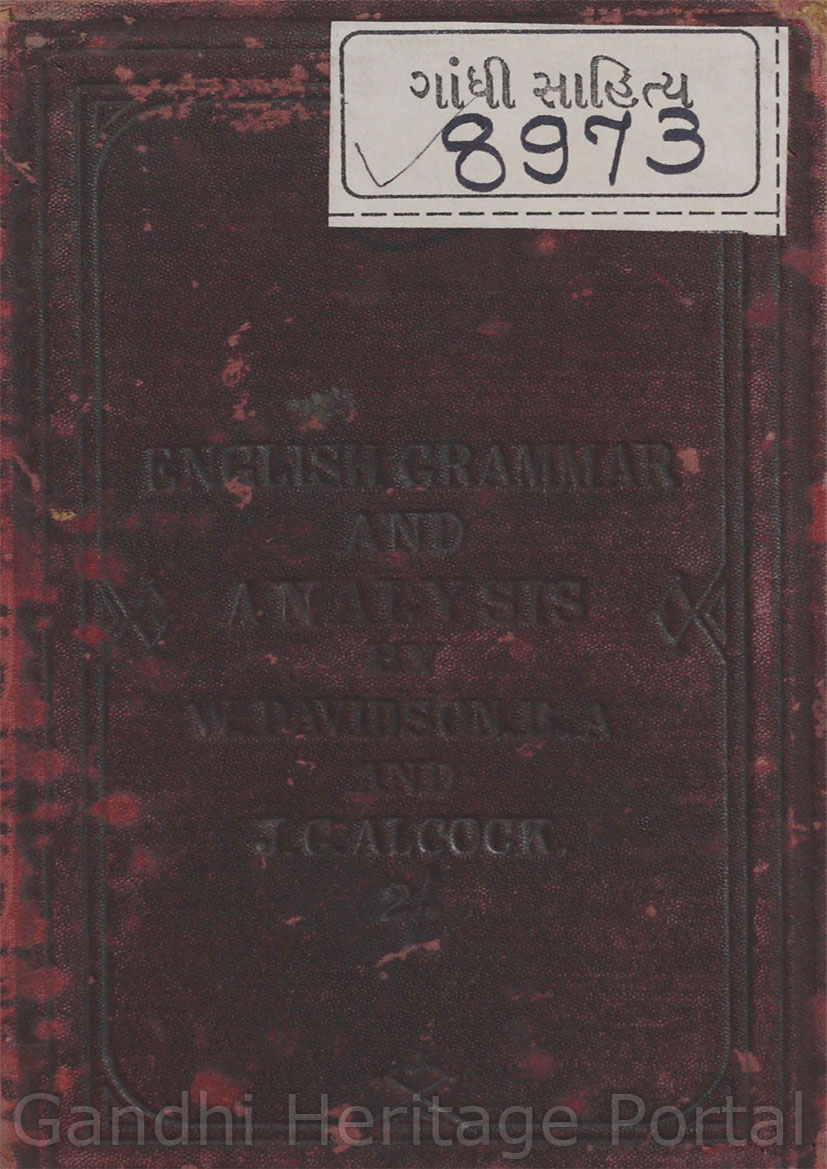 ગાંધી સાહિત્ય
8973
ENGLISH GRAMMAR
AND
ANALYSIS
BY
W. DAVIDSON, B. A.
AND
J. C. ALCOCK.
2/
Gandhi Heritage Portal